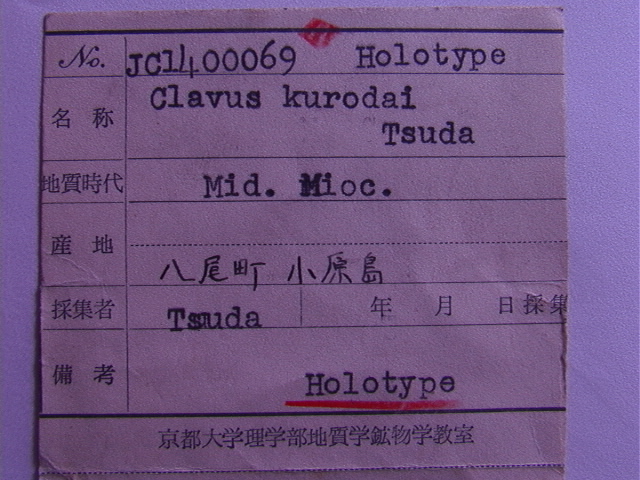 No. JC1400069 Holotype
名称 Clavus kurodai
Tsuda
地質時代 Mid. Mioc.
産地
八尾町 小原島
採集者 Tsuda 年 月 日採集
備考 Holotype
京都大学理学部地質学鉱物学教室